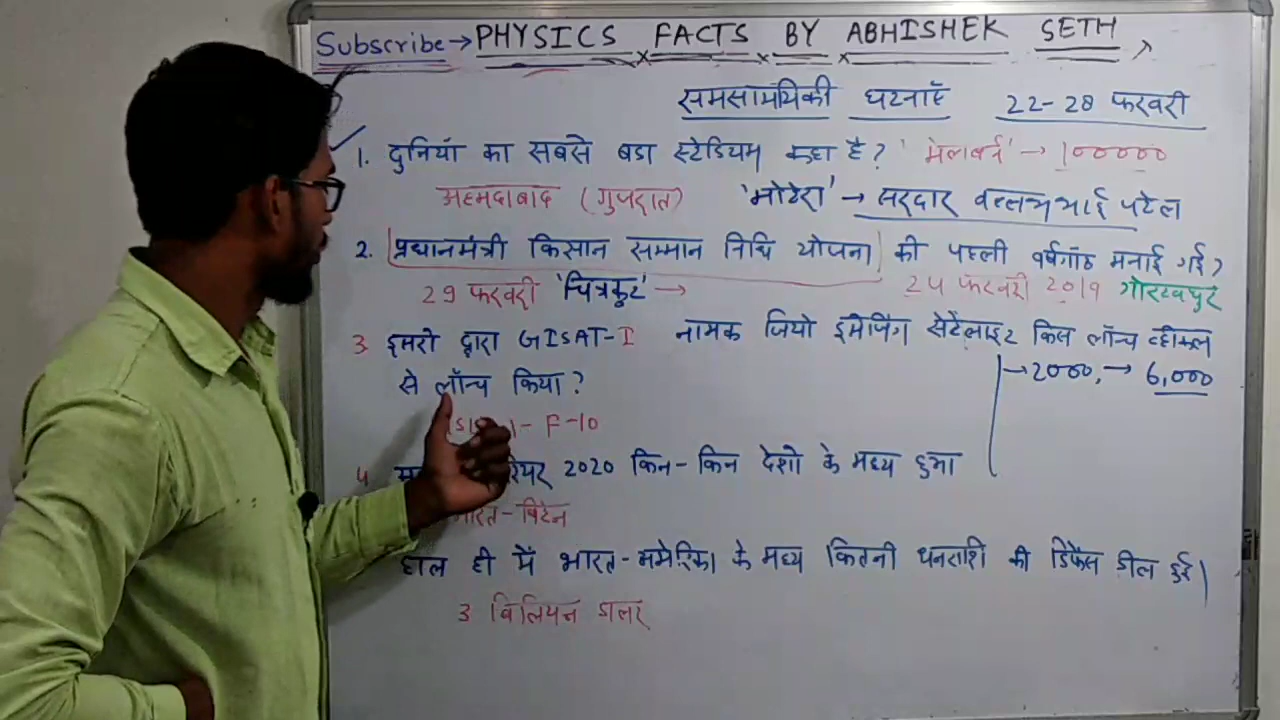 Subscribe → PHYSICS FACTS BY ABHISHEK SETH
समसामयिकी घटनाएँ 22-28 फरवरी
1. दुनियाँ का सबसे बडा स्टेडियम कहा है? 'मेलबर्न' → 100000
अहमदाबाद (गुजरात) 'मोटेरा' → सरदार वल्लभभाई पटेल
2. प्रधानमंत्री किसान सम्मान निधि योजना की पहली वर्षगाँठ मनाई गई?
29 फरवरी 'चित्रकुट' → 24 फरवरी 2019 गोरखपुर
3 इसरो द्वारा GISAT-I नामक जियो इमेजिंग सेटेलाइट किस लॉन्च व्हीकल
→ 2000, → 6,000
से लॉन्च किया?
F-10
4 2020 किन-किन देशो के मध्य हुआ
भारत-ब्रिटेन
हाल ही में भारत-अमेरिका के मध्य कितनी धनराशि की डिफेंस डील हुई
3 बिलियन डालर